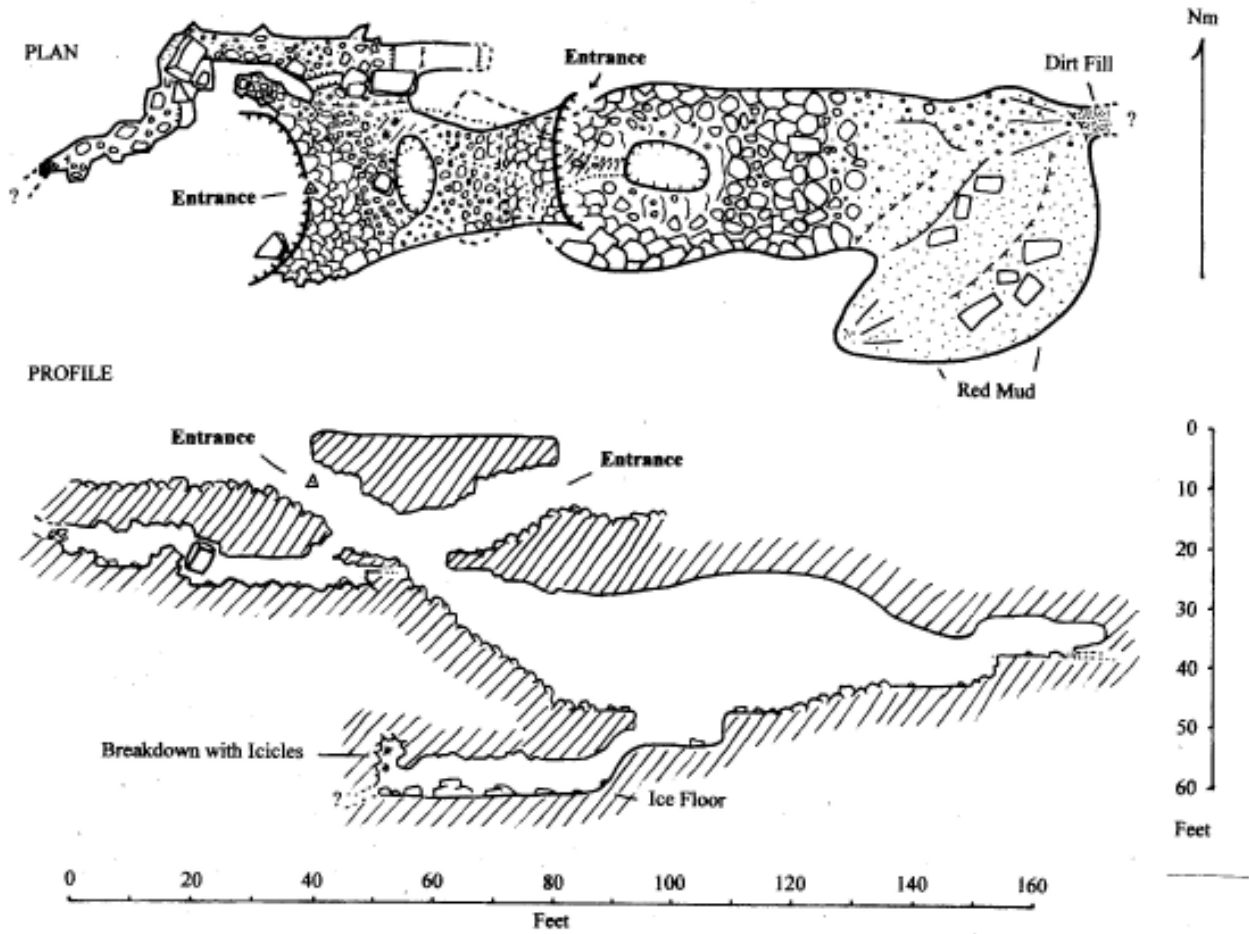 PLAN
Nm
Entrance
Dirt Fill
?
?
Entrance
Red Mud
PROFILE
Entrance
Entrance
0
10
20
30
40
50
60
Feet
Breakdown with Icicles
?
Ice Floor
0 20 40 60 80 100 120 140 160
Feet